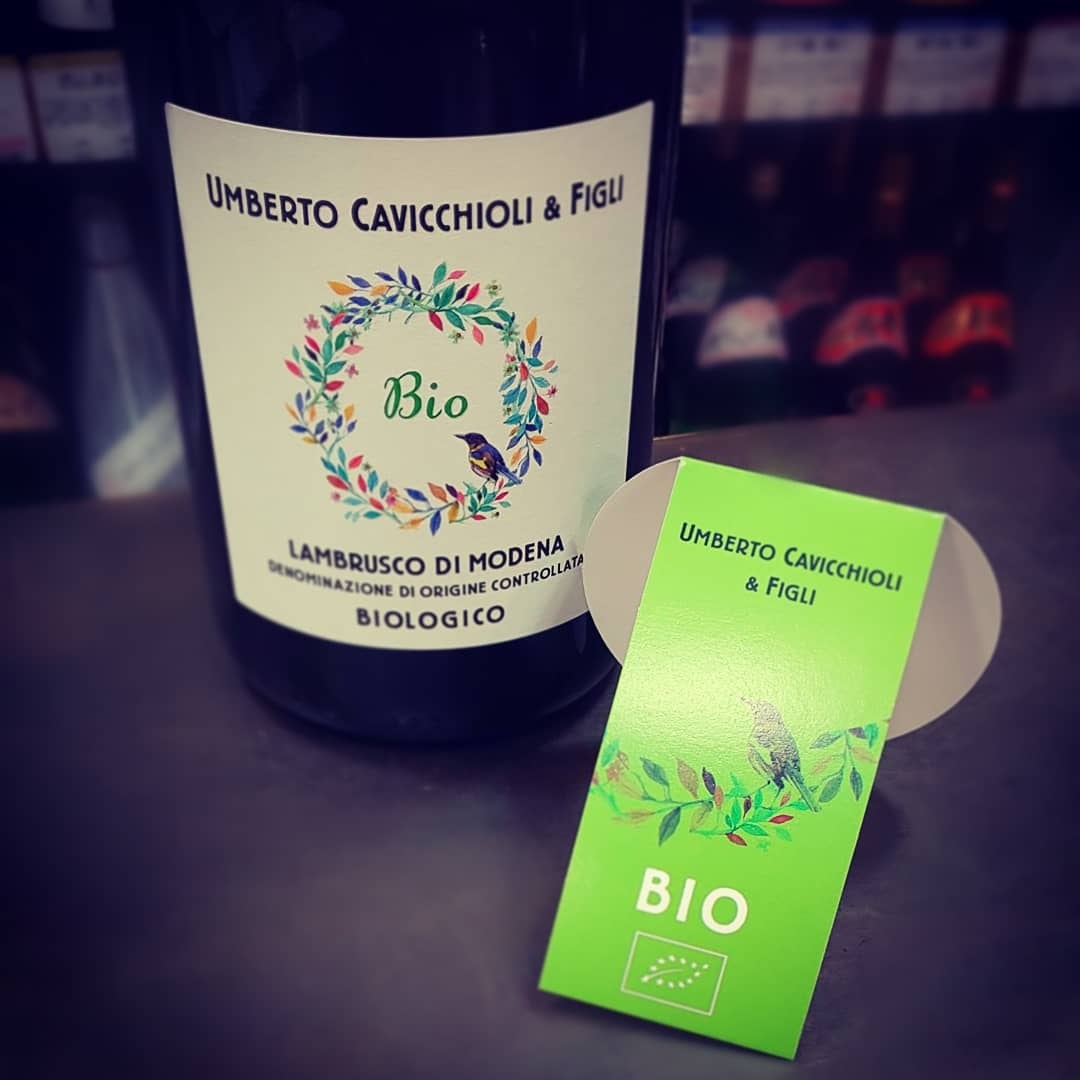 UMBERTO CAVICCHIOLI & FIGLI
Bio
LAMBRUSCO DI MODENA
DENOMINAZIONE DI ORIGINE CONTROLLATA
BIOLOGICO
UMBERTO CAVICCHIOLI
& FIGLI
BIO